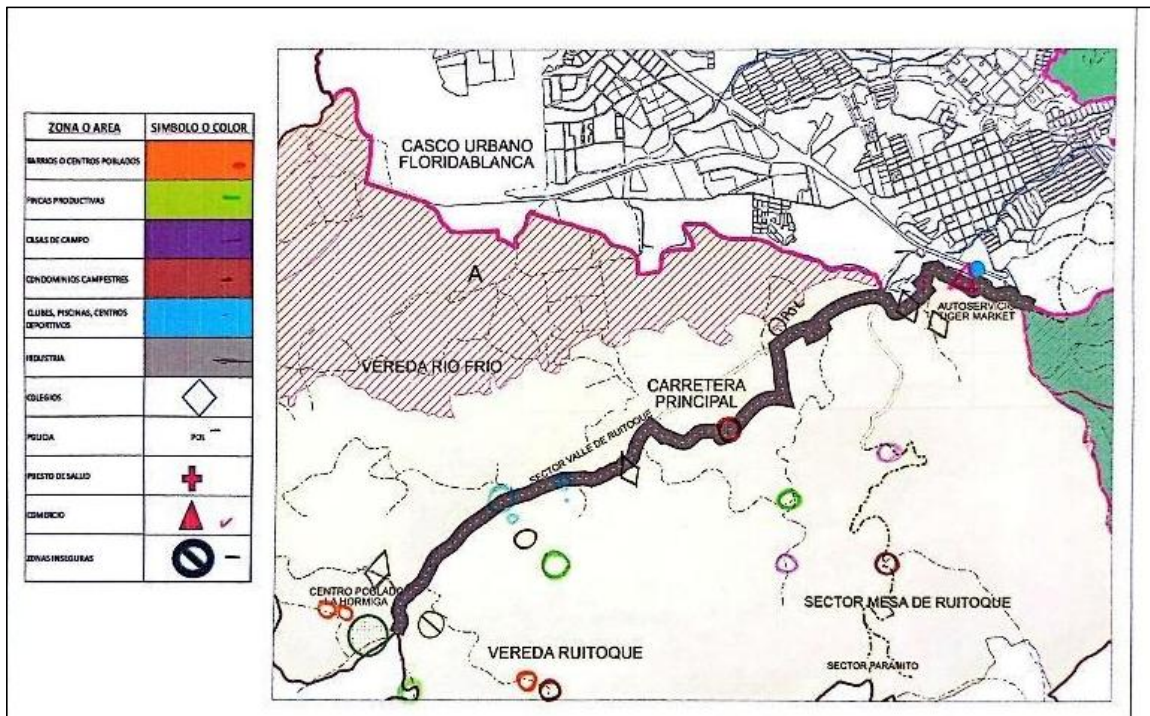 ZONA O AREA
SIMBOLO O COLOR
BARRIOS O CENTROS POBLADOS
FINCAS PRODUCTIVAS
CASAS DE CAMPO
CONDOMINIOS CAMPESTRES
CLUBES, PISCINAS, CENTROS
DEPORTIVOS
INDUSTRIA
COLEGIOS
POLICIA
POL
PUESTO DE SALUD
COMERCIO
ZONAS INSEGURAS
CASCO URBANO
FLORIDABLANCA
A
VEREDA RIO FRIO
POL
AUTOSERVICIO
TIGER MARKET
CARRETERA
PRINCIPAL
SECTOR VALLE DE RUITOQUE
CENTRO POBLADO
LA HORMIGA
SECTOR MESA DE RUITOQUE
VEREDA RUITOQUE
SECTOR PARAMITO